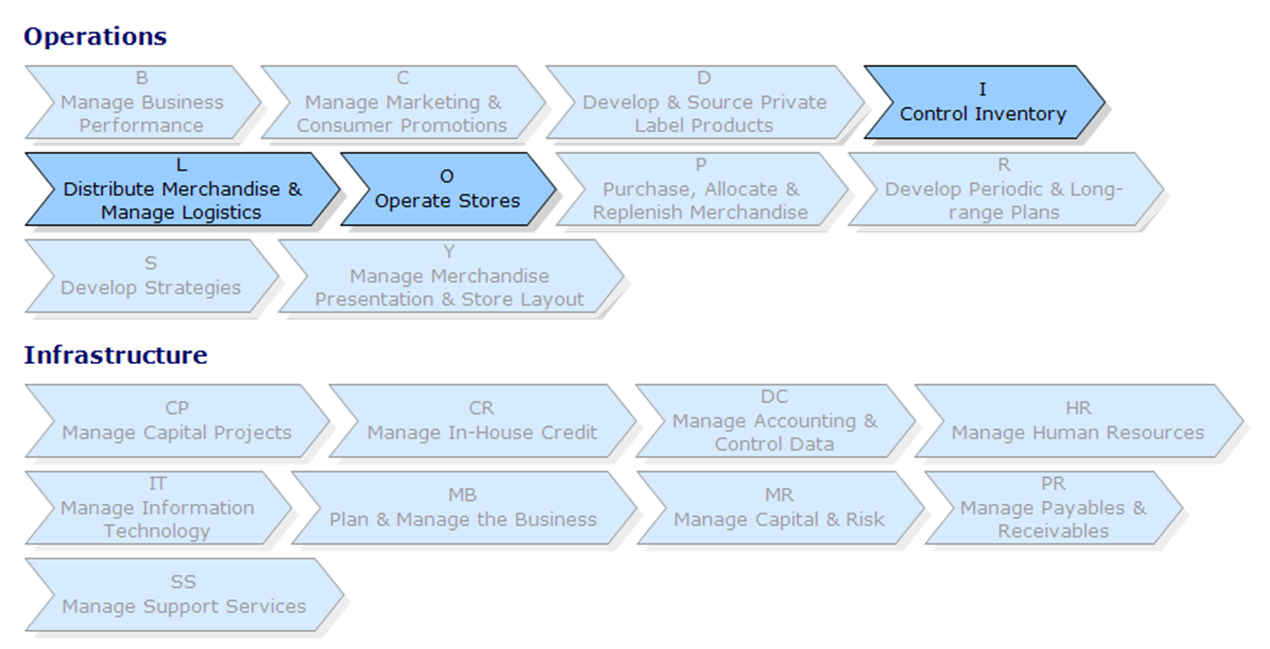 Operations
B
Manage Business
Performance
C
Manage Marketing &
Consumer Promotions
D
Develop & Source Private
Label Products
I
Control Inventory
L
Distribute Merchandise &
Manage Logistics
O
Operate Stores
P
Purchase, Allocate &
Replenish Merchandise
R
Develop Periodic & Long-
range Plans
S
Develop Strategies
Y
Manage Merchandise
Presentation & Store Layout
Infrastructure
CP
Manage Capital Projects
CR
Manage In-House Credit
DC
Manage Accounting &
Control Data
HR
Manage Human Resources
IT
Manage Information
Technology
MB
Plan & Manage the Business
MR
Manage Capital & Risk
PR
Manage Payables &
Receivables
SS
Manage Support Services